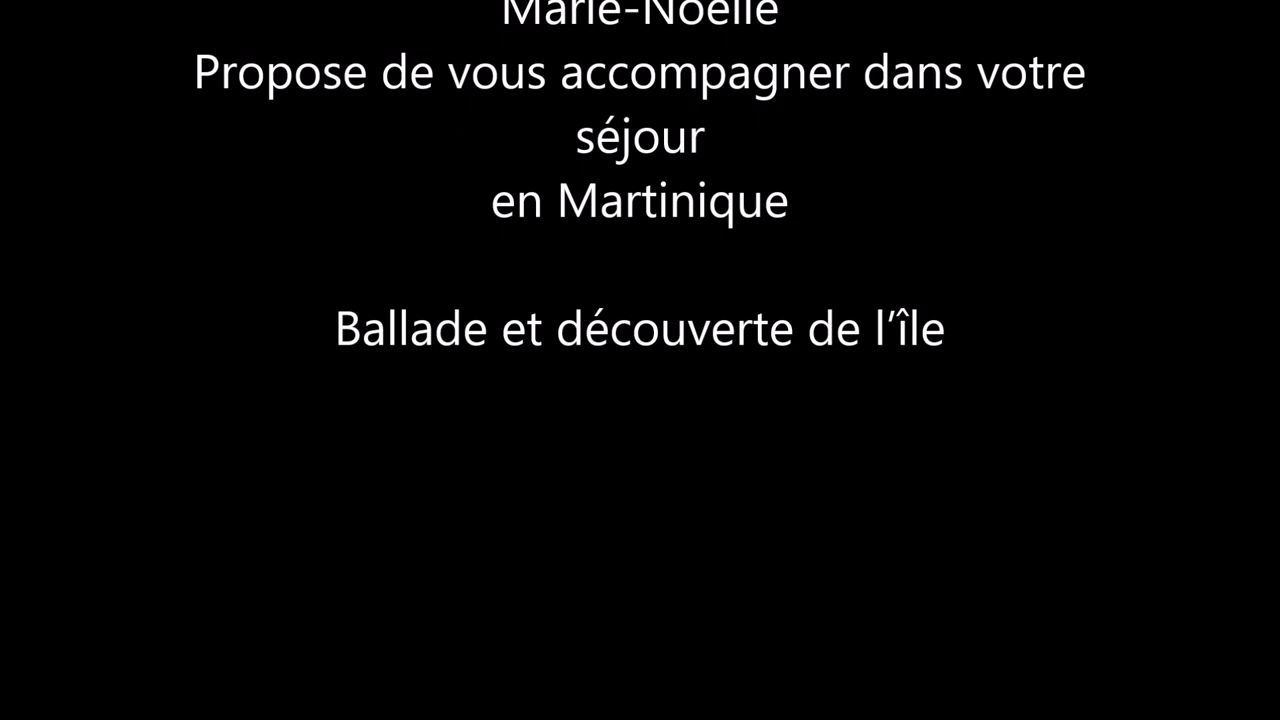 Marie-Noëlle
Propose de vous accompagner dans votre
séjour
en Martinique
Ballade et découverte de l’île